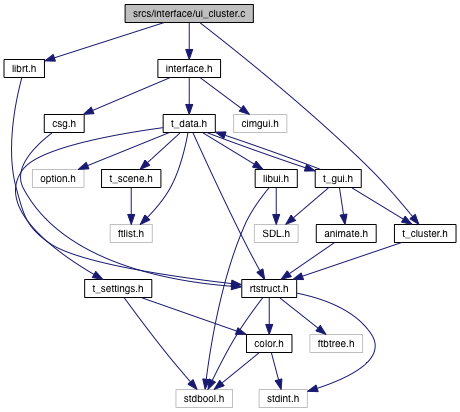 srcs/interface/ui_cluster.c
librt.h
interface.h
csg.h
t_data.h
cimgui.h
option.h
t_scene.h
libui.h
t_gui.h
ftlist.h
SDL.h
animate.h
t_cluster.h
t_settings.h
rtstruct.h
color.h
ftbtree.h
stdbool.h
stdint.h